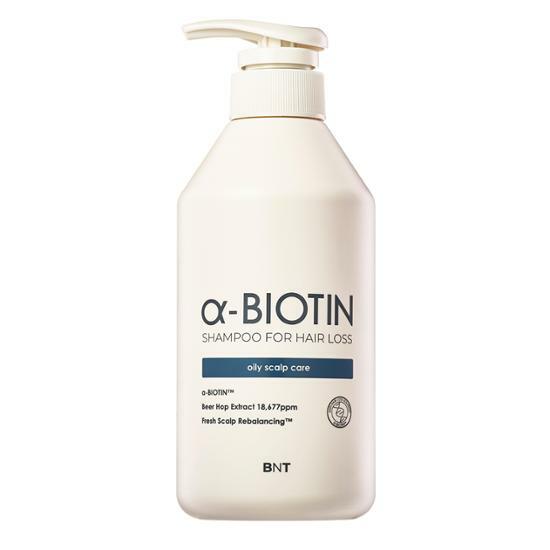 α-BIOTIN
SHAMPOO FOR HAIR LOSS
oily scalp care
α-BIOTIN™
Beer Hop Extract 18,677ppm
Fresh Scalp Rebalancing™
BNT